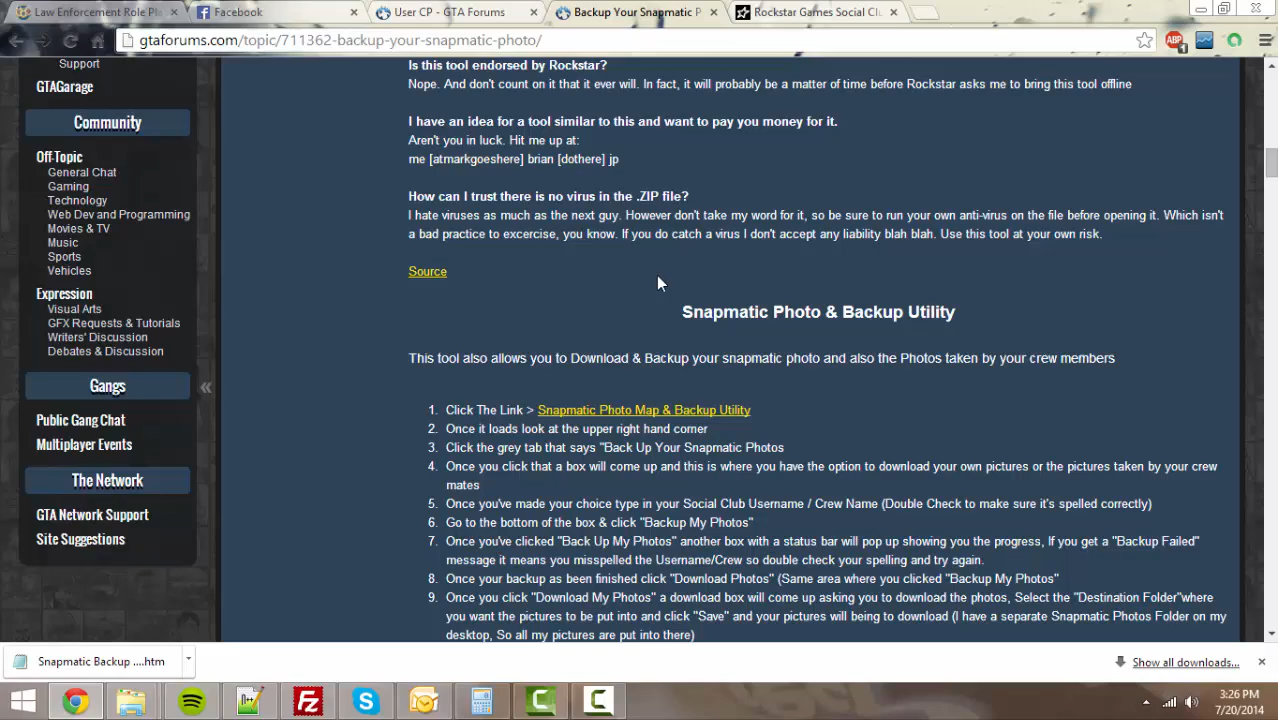 Law Enforcement Role Pla
Facebook
User CP - GTA Forums
Backup Your Snapmatic P
Rockstar Games Social Clu
gtaforums.com/topic/711362-backup-your-snapmatic-photo/
ABP
1
Support
GTAGarage
Community
Off-Topic
General Chat
Gaming
Technology
Web Dev and Programming
Movies & TV
Music
Sports
Vehicles
Expression
Visual Arts
GFX Requests & Tutorials
Writers' Discussion
Debates & Discussion
Gangs
Public Gang Chat
Multiplayer Events
The Network
GTA Network Support
Site Suggestions
«
Is this tool endorsed by Rockstar?
Nope. And don't count on it that it ever will. In fact, it will probably be a matter of time before Rockstar asks me to bring this tool offline
I have an idea for a tool similar to this and want to pay you money for it.
Aren't you in luck. Hit me up at:
me [atmarkgoeshere] brian [dothere] jp
How can I trust there is no virus in the .ZIP file?
I hate viruses as much as the next guy. However don't take my word for it, so be sure to run your own anti-virus on the file before opening it. Which isn't
a bad practice to excercise, you know. If you do catch a virus I don't accept any liability blah blah. Use this tool at your own risk.
Source
Snapmatic Photo & Backup Utility
This tool also allows you to Download & Backup your snapmatic photo and also the Photos taken by your crew members
1. Click The Link > Snapmatic Photo Map & Backup Utility
2. Once it loads look at the upper right hand corner
3. Click the grey tab that says "Back Up Your Snapmatic Photos
4. Once you click that a box will come up and this is where you have the option to download your own pictures or the pictures taken by your crew
mates
5. Once you've made your choice type in your Social Club Username / Crew Name (Double Check to make sure it's spelled correctly)
6. Go to the bottom of the box & click "Backup My Photos"
7. Once you've clicked "Back Up My Photos" another box with a status bar will pop up showing you the progress, If you get a "Backup Failed"
message it means you misspelled the Username/Crew so double check your spelling and try again.
8. Once your backup as been finished click "Download Photos" (Same area where you clicked "Backup My Photos"
9. Once you click "Download My Photos" a download box will come up asking you to download the photos, Select the "Destination Folder"where
you want the pictures to be put into and click "Save" and your pictures will being to download (I have a separate Snapmatic Photos Folder on my
desktop, So all my pictures are put into there)
Snapmatic Backup ....htm
Show all downloads...
3:26 PM
7/20/2014